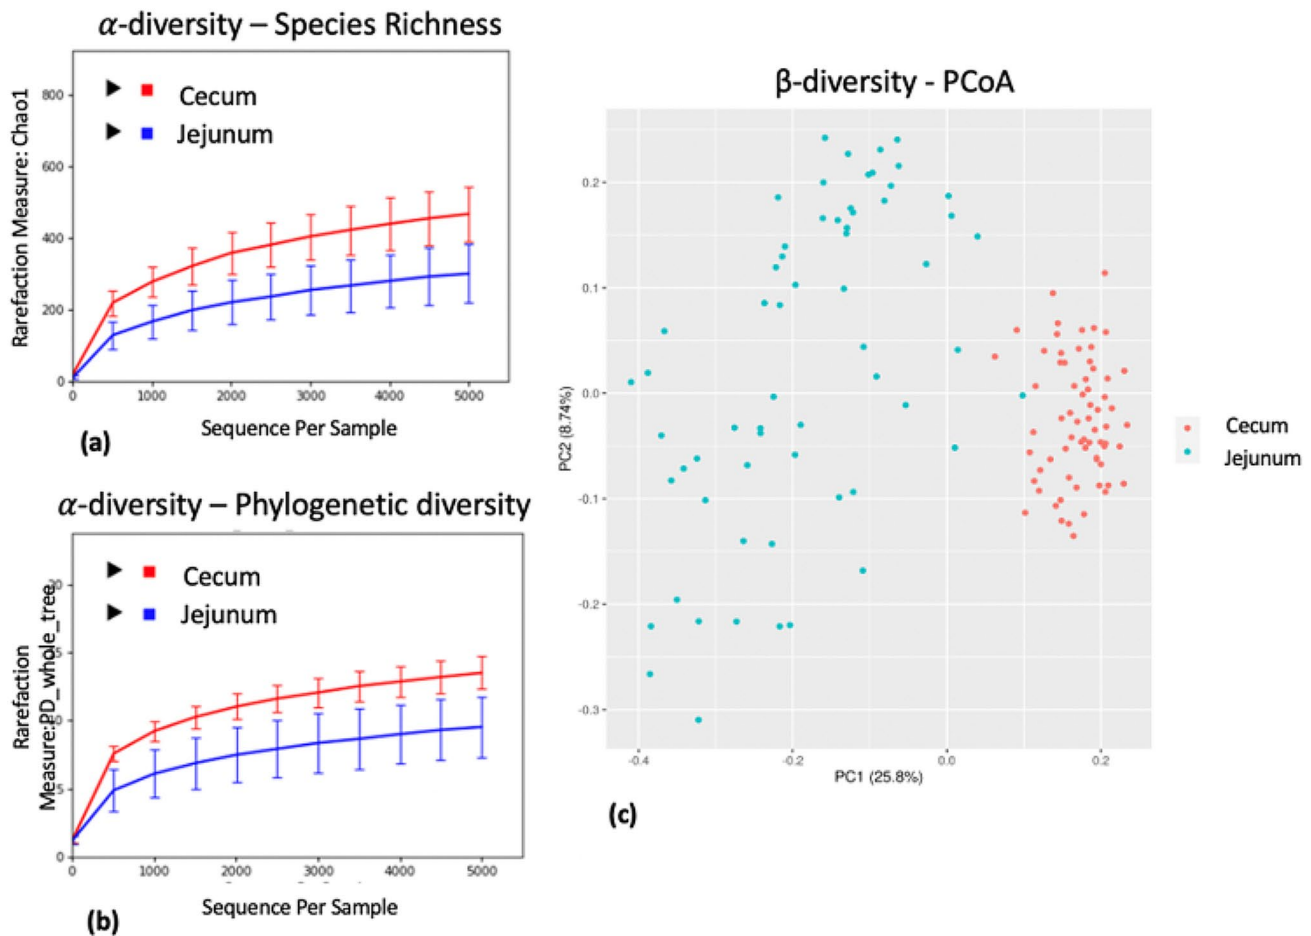 𝛼-diversity – Species Richness
Rarefaction Measure: Chao1
800
600
400
200
0
Cecum
Jejunum
0 1000 2000 3000 4000 5000
Sequence Per Sample
(a)
𝛼-diversity – Phylogenetic diversity
Rarefaction
Measure:PD_whole_tree
Cecum
Jejunum
0
0 1000 2000 3000 4000 5000
Sequence Per Sample
(b)
β-diversity - PCoA
PC2 (8.74%)
0.2
0.1
0.0
-0.1
-0.2
-0.3
-0.4 -0.2 0.0 0.2
PC1 (25.8%)
Cecum
Jejunum
(c)